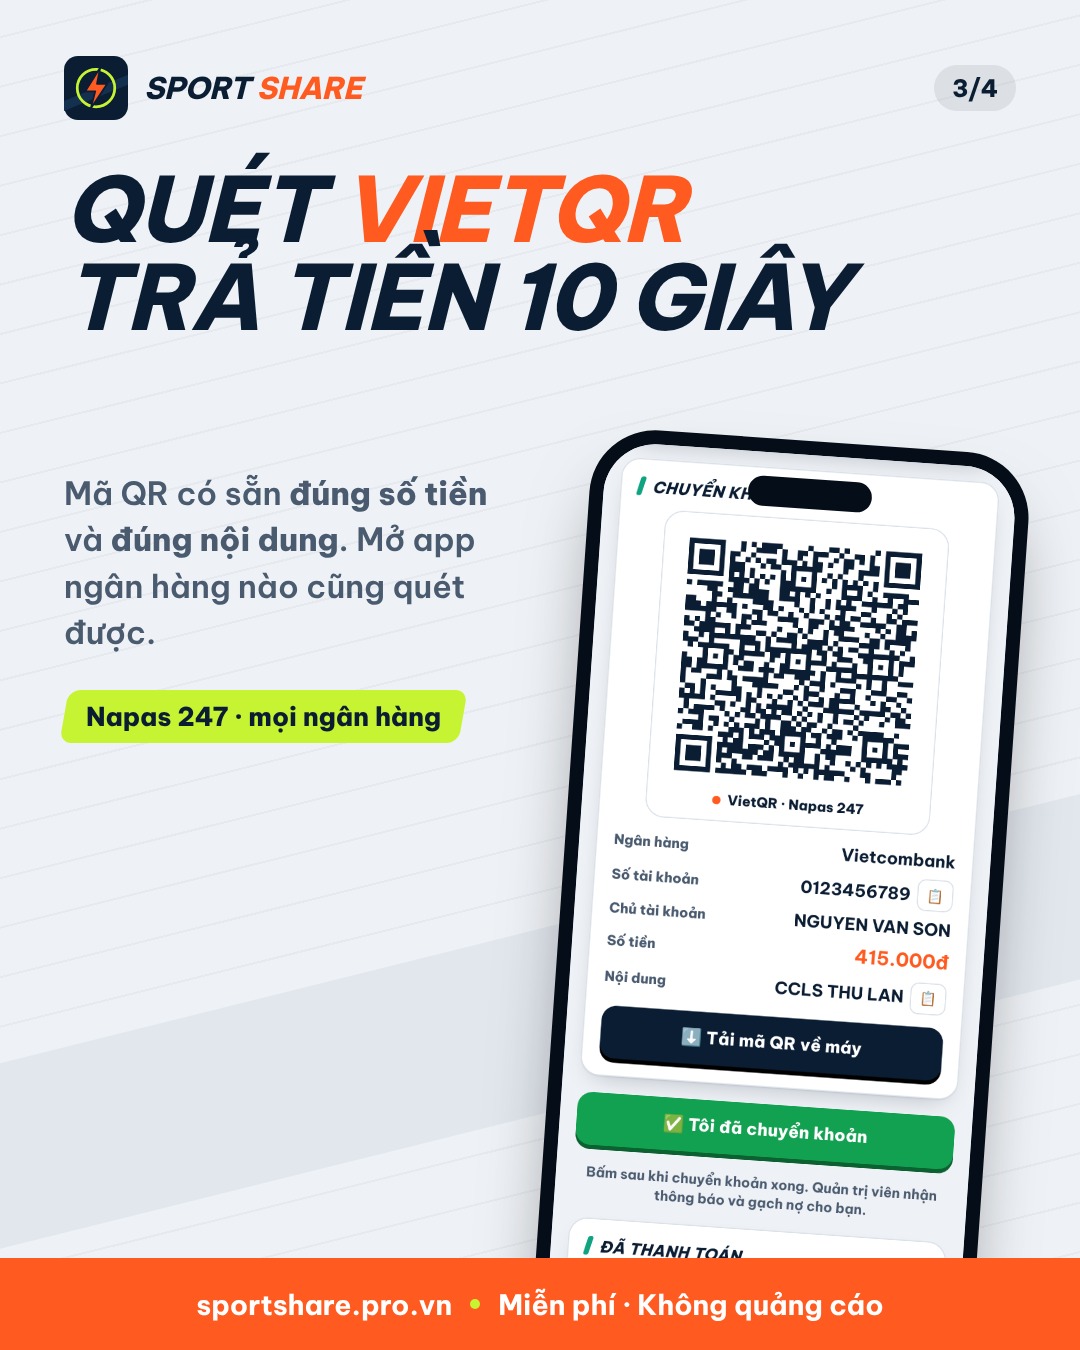 SPORT SHARE
3/4
QUÉT VIETQR
TRẢ TIỀN 10 GIÂY
Mã QR có sẵn đúng số tiền
và đúng nội dung. Mở app
ngân hàng nào cũng quét
được.
Napas 247 · mọi ngân hàng
CHUYỂN
VietQR · Napas 247
Ngân hàng Vietcombank
Số tài khoản 0123456789
Chủ tài khoản NGUYEN VAN SON
Số tiền 415.000đ
Nội dung CCLS THU LAN
⬇️ Tải mã QR về máy
✅ Tôi đã chuyển khoản
Bấm sau khi chuyển khoản xong. Quản trị viên nhận
thông báo và gạch nợ cho bạn.
ĐÃ THANH TOÁN
sportshare.pro.vn • Miễn phí · Không quảng cáo